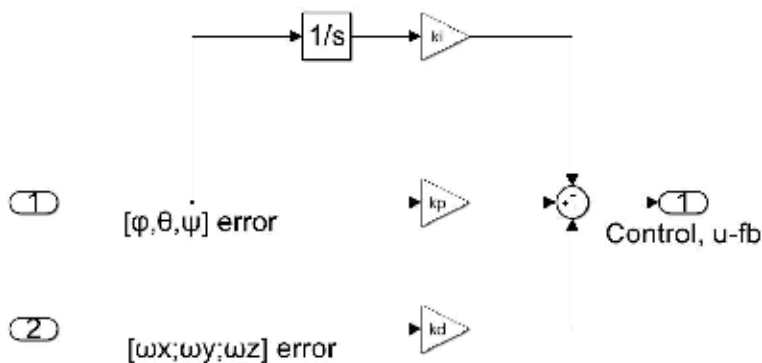 1/s
ki
1
[φ,θ,ψ] error
kp
+
-
1
Control, u-fb
2
[ωx;ωy;ωz] error
kd